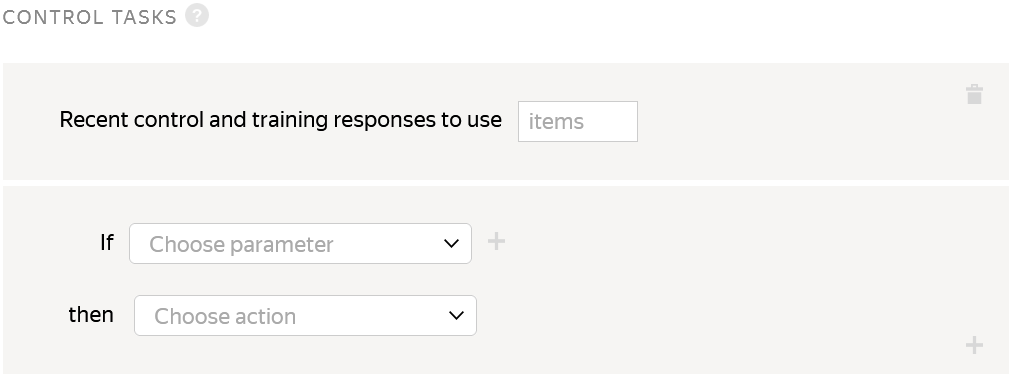 CONTROL TASKS ?
Recent control and training responses to use items
If Choose parameter +
then Choose action
+